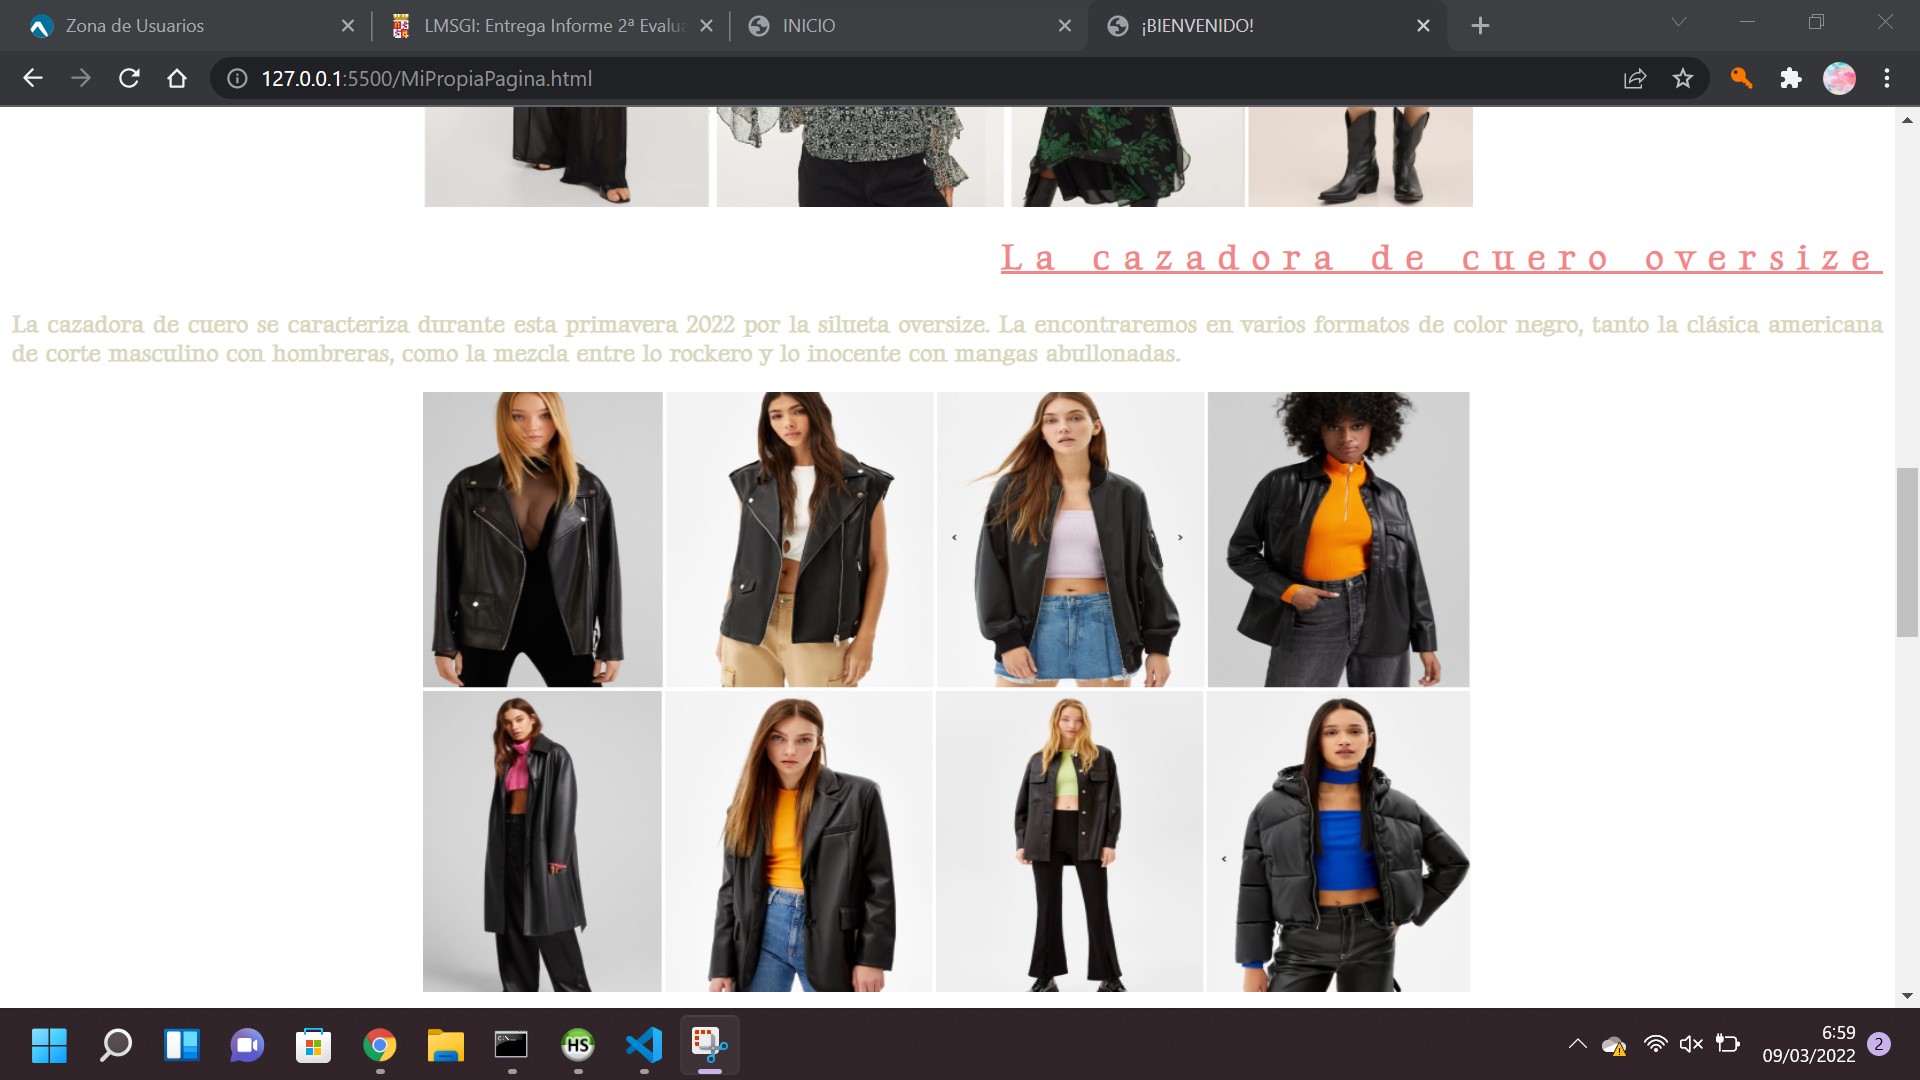 Zona de Usuarios
LMSGI: Entrega Informe 2ª Evalua
INICIO
¡BIENVENIDO!
127.0.0.1:5500/MiPropiaPagina.html
La cazadora de cuero oversize
La cazadora de cuero se caracteriza durante esta primavera 2022 por la silueta oversize. La encontraremos en varios formatos de color negro, tanto la clásica americana
de corte masculino con hombreras, como la mezcla entre lo rockero y lo inocente con mangas abullonadas.
HS
6:59
09/03/2022
2